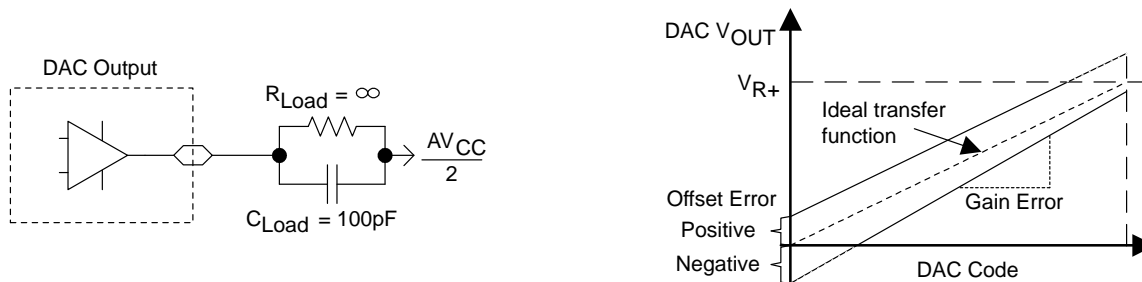 DAC Output
R_Load = ∞
AV_CC
2
C_Load = 100pF
DAC V_OUT
V_R+
Ideal transfer
function
Offset Error
Positive
Gain Error
Negative
DAC Code